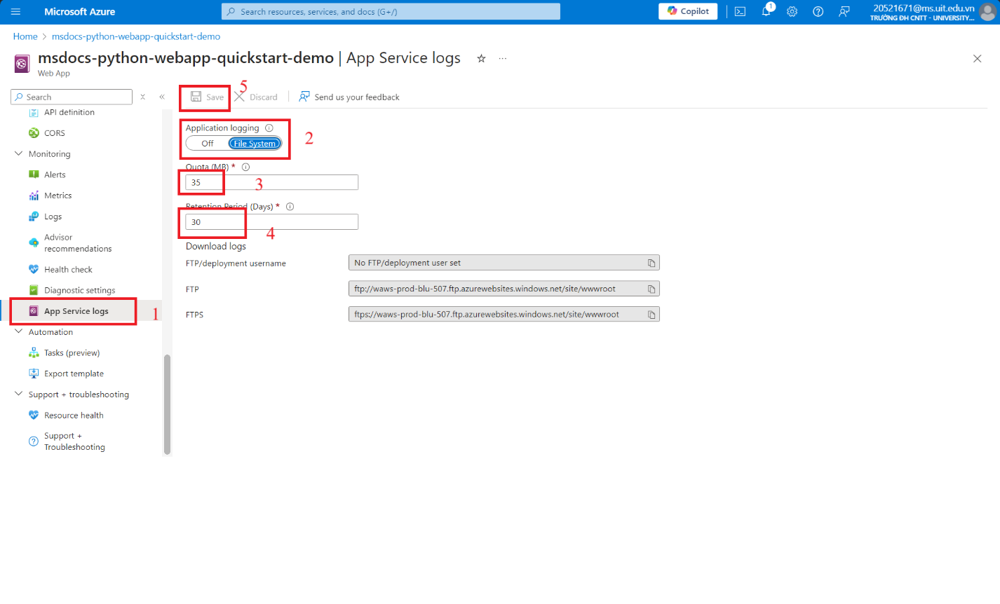 Microsoft Azure
Search resources, services, and docs (G+/)
Copilot
1
20521671@ms.uit.edu.vn
TRƯỜNG ĐH CNTT - UNIVERSITY...
Home > msdocs-python-webapp-quickstart-demo
msdocs-python-webapp-quickstart-demo | App Service logs
Web App
Search
API definition
CORS
Monitoring
Alerts
Metrics
Logs
Advisor
recommendations
Health check
Diagnostic settings
App Service logs
1
Automation
Tasks (preview)
Export template
Support + troubleshooting
Resource health
Support +
Troubleshooting
Save
5
Discard
Send us your feedback
Application logging
Off
File System
2
Quota (MB) *
35
3
Retention Period (Days) *
30
4
Download logs
FTP/deployment username
No FTP/deployment user set
FTP
ftp://waws-prod-blu-507.ftp.azurewebsites.windows.net/site/wwwroot
FTPS
ftps://waws-prod-blu-507.ftp.azurewebsites.windows.net/site/wwwroot